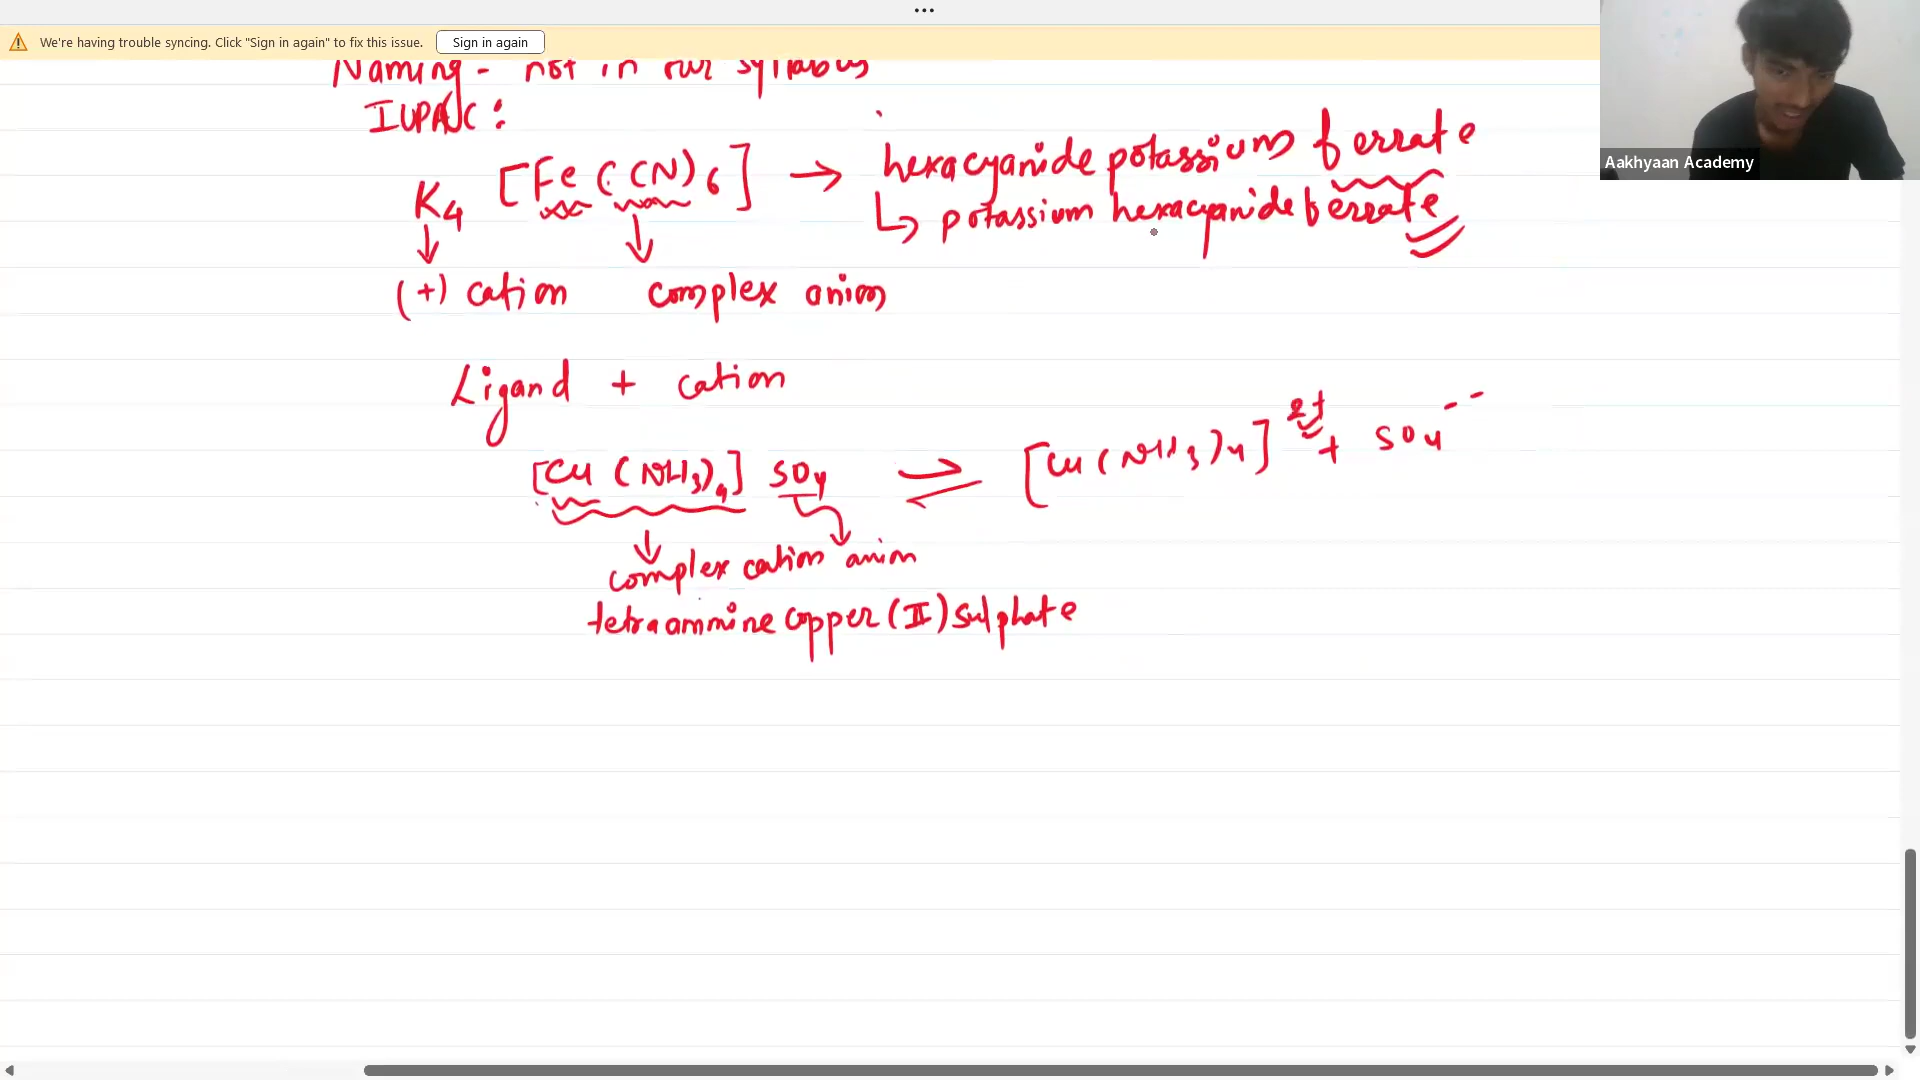 ...
We're having trouble syncing. Click "Sign in again" to fix this issue. Sign in again
Aakhyaan Academy
Naming - not in our syllabus
IUPAC :
K4 [Fe(CN)6] → hexacyanide potassium ferrate
↳ potassium hexacyanide ferrate
(+) cation complex anion
Ligand + cation
[Cu(NH3)4] SO4 ⇌ [Cu(NH3)4]2+ + SO4--
complex cation anion
tetraammine copper (II) sulphate